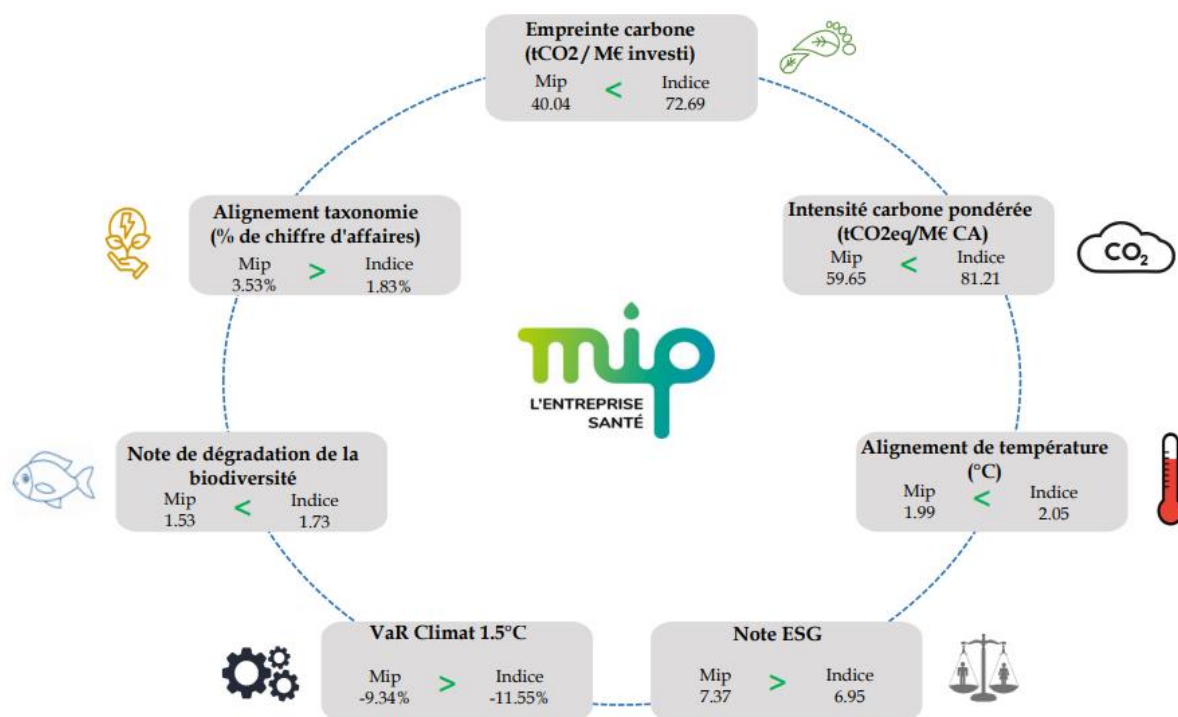 Empreinte carbone
(tCO2 / M€ investi)
Mip < Indice
40.04 72.69
Alignement taxonomie
(% de chiffre d'affaires)
Mip > Indice
3.53% 1.83%
Intensité carbone pondérée
(tCO2eq/M€ CA)
Mip < Indice
59.65 81.21
CO2
mip
L'ENTREPRISE
SANTÉ
Note de dégradation de la
biodiversité
Mip < Indice
1.53 1.73
Alignement de température
(°C)
Mip < Indice
1.99 2.05
VaR Climat 1.5°C
Mip > Indice
-9.34% -11.55%
Note ESG
Mip > Indice
7.37 6.95